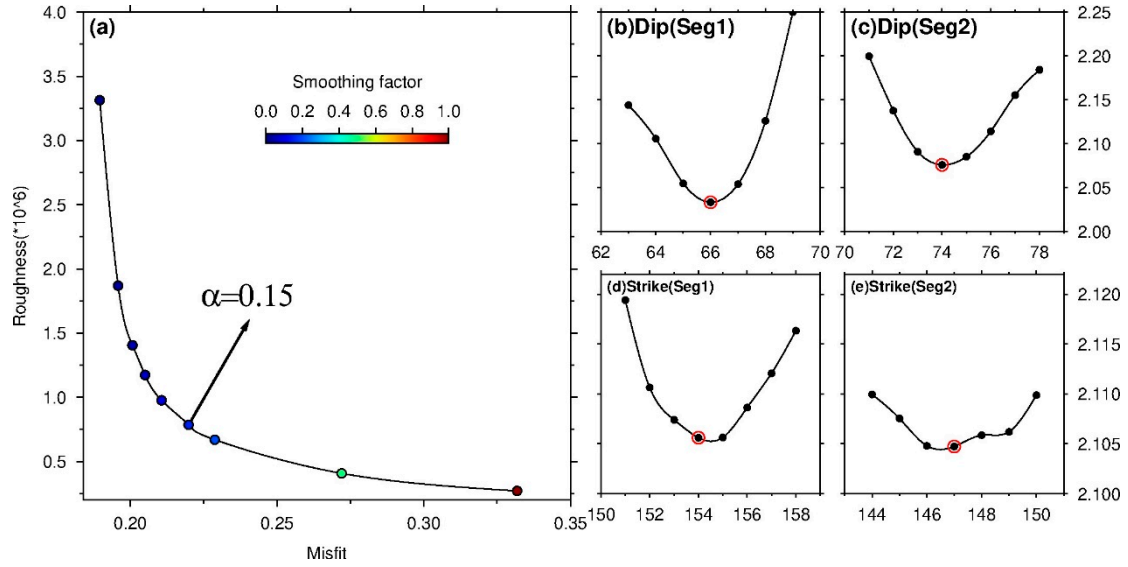 (a)
4.0
3.5
3.0
2.5
2.0
1.5
1.0
0.5
Roughness(*10^6)
Smoothing factor
0.0 0.2 0.4 0.6 0.8 1.0
α=0.15
0.20 0.25 0.30 0.35
Misfit
(b)Dip(Seg1)
62 64 66 68 70
(c)Dip(Seg2)
2.25
2.20
2.15
2.10
2.05
2.00
70 72 74 76 78
(d)Strike(Seg1)
150 152 154 156 158
(e)Strike(Seg2)
2.120
2.115
2.110
2.105
2.100
144 146 148 150